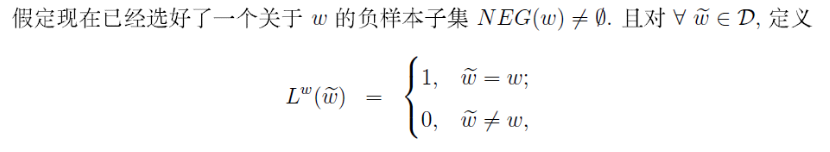 假定现在已经选好了一个关于 w 的负样本子集 NEG(w) ≠ ∅. 且对 ∀ w̃ ∈ 𝒟, 定义
L^w(w̃) = { 1, w̃ = w;
0, w̃ ≠ w,